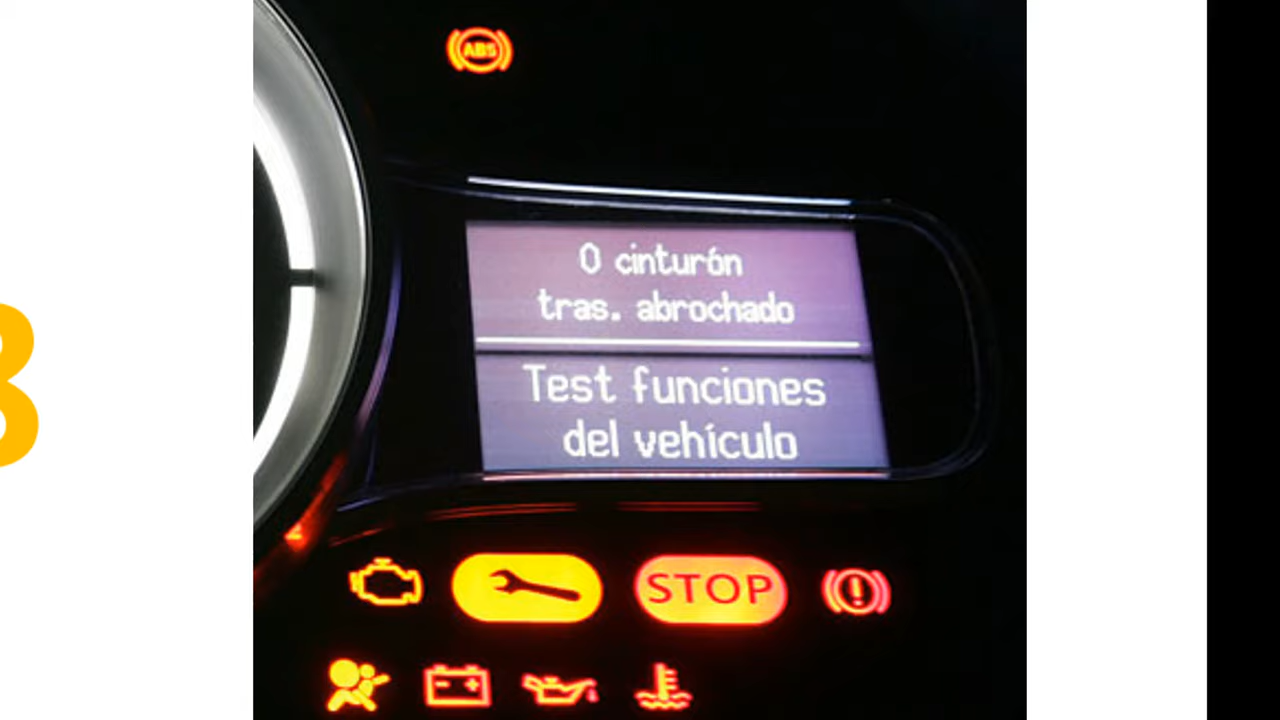 ABS
0 cinturón
tras. abrochado
Test funciones
del vehículo
STOP